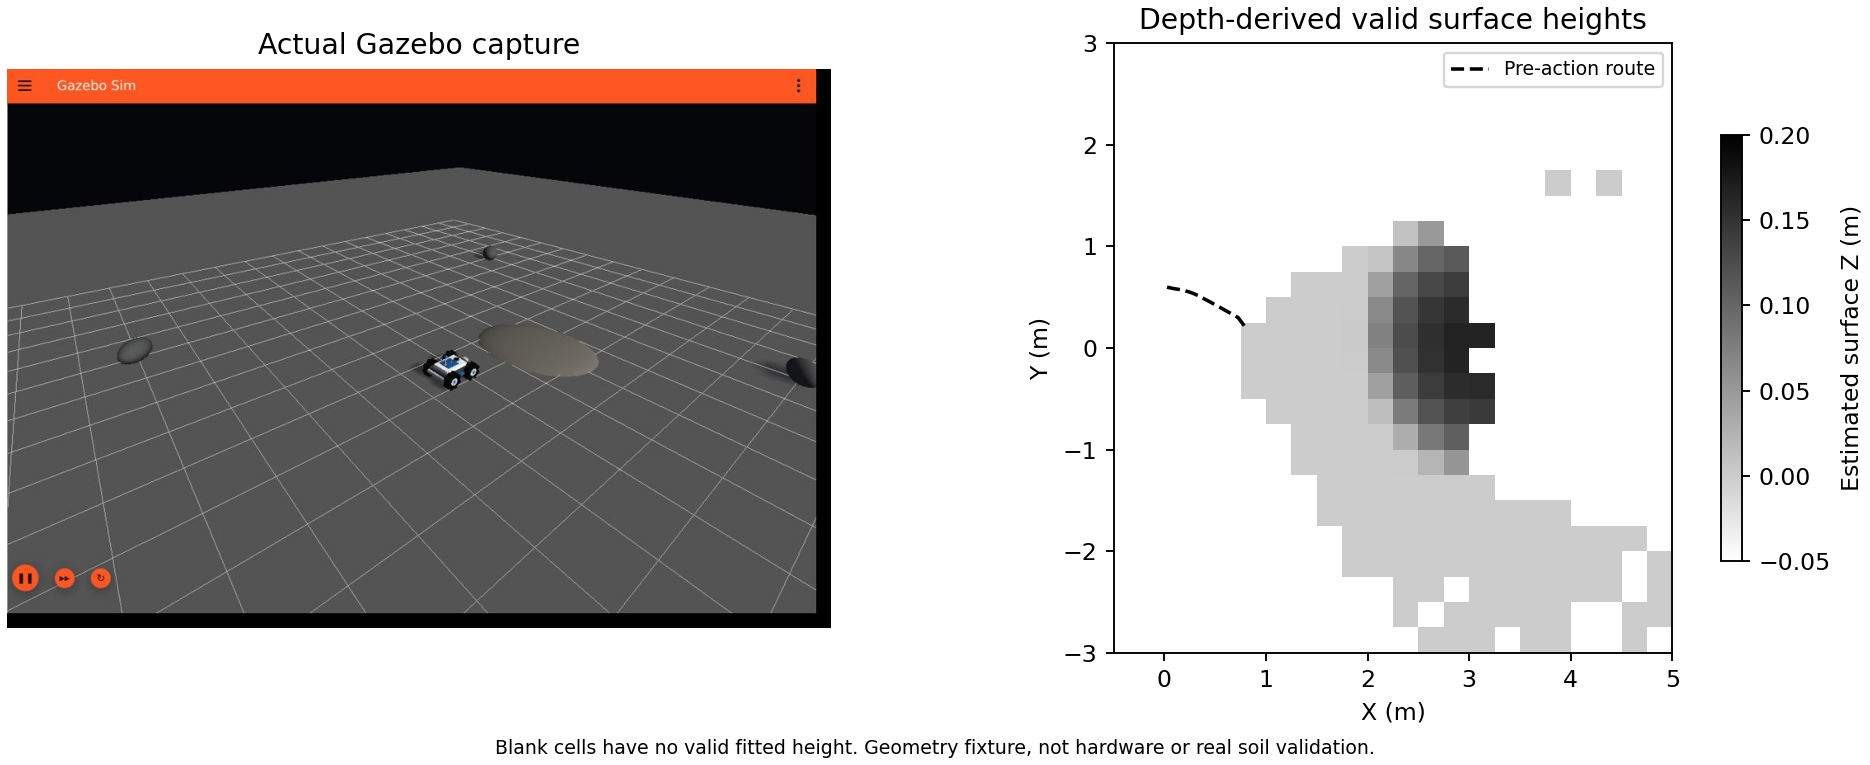 Actual Gazebo capture
Gazebo Sim
Depth-derived valid surface heights
Pre-action route
3
2
1
0
−1
−2
−3
Y (m)
0
1
2
3
4
5
X (m)
0.20
0.15
0.10
0.05
0.00
−0.05
Estimated surface Z (m)
Blank cells have no valid fitted height. Geometry fixture, not hardware or real soil validation.